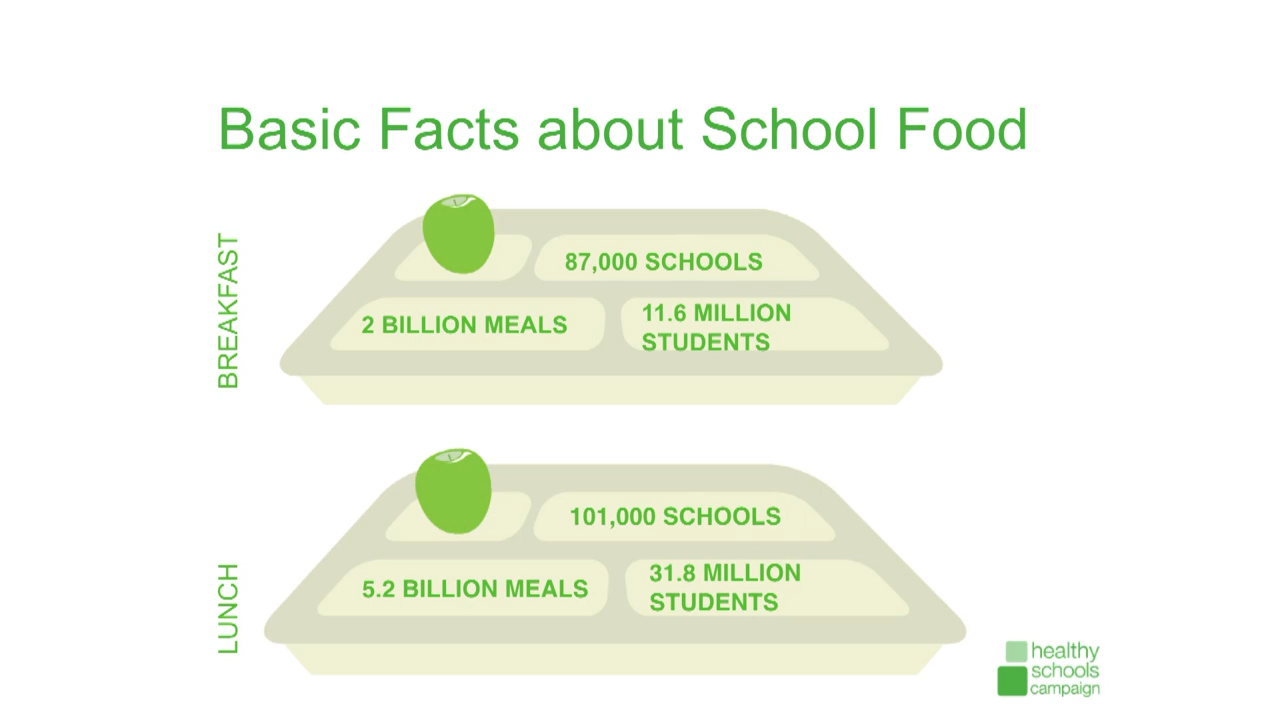 Basic Facts about School Food
BREAKFAST
87,000 SCHOOLS
2 BILLION MEALS
11.6 MILLION
STUDENTS
LUNCH
101,000 SCHOOLS
5.2 BILLION MEALS
31.8 MILLION
STUDENTS
healthy
schools
campaign